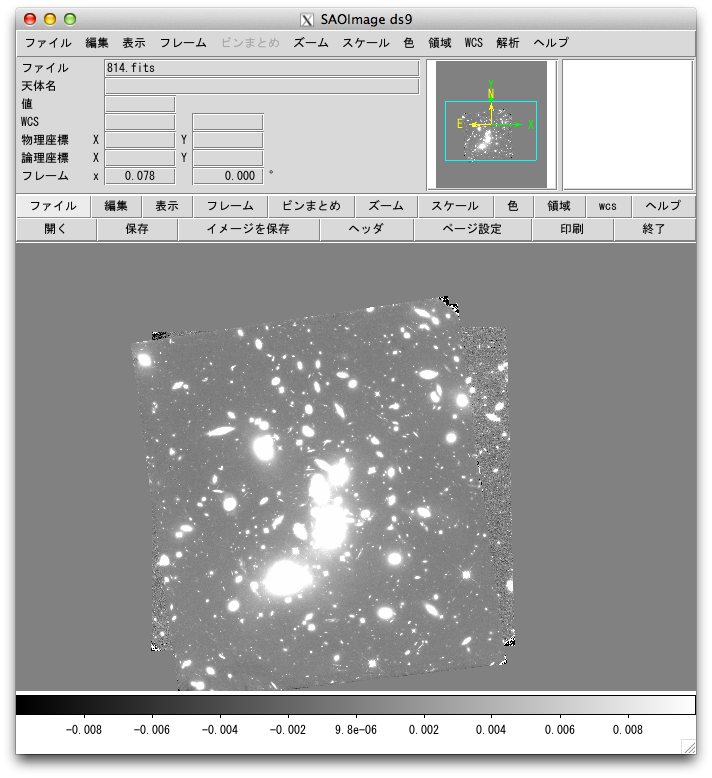 SAOImage ds9
ファイル 編集 表示 フレーム ビンまとめ ズーム スケール 色 領域 WCS 解析 ヘルプ
ファイル 814.fits
天体名
値
WCS
物理座標 X Y
論理座標 X Y
フレーム x 0.078 0.000 °
Y
N
E X
ファイル 編集 表示 フレーム ビンまとめ ズーム スケール 色 領域 wcs ヘルプ
開く 保存 イメージを保存 ヘッダ ページ設定 印刷 終了
-0.008 -0.006 -0.004 -0.002 9.8e-06 0.002 0.004 0.006 0.008